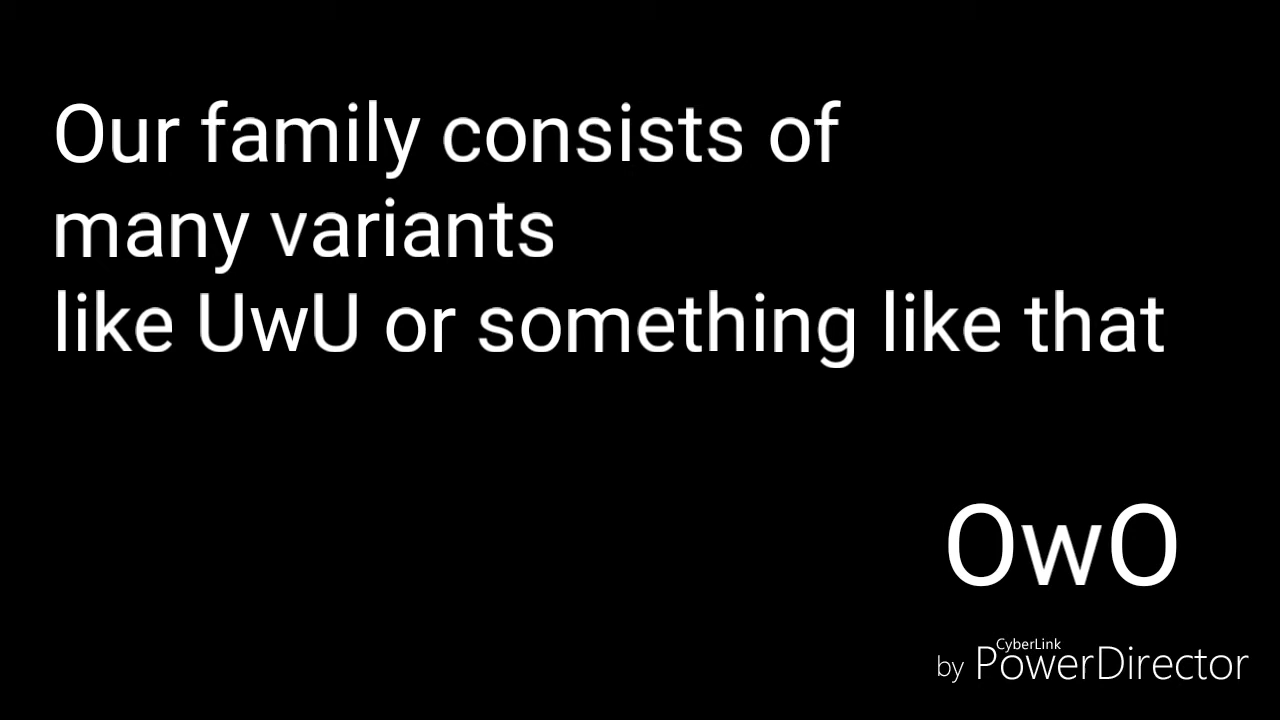 Our family consists of
many variants
like UwU or something like that
OwO
CyberLink
by PowerDirector